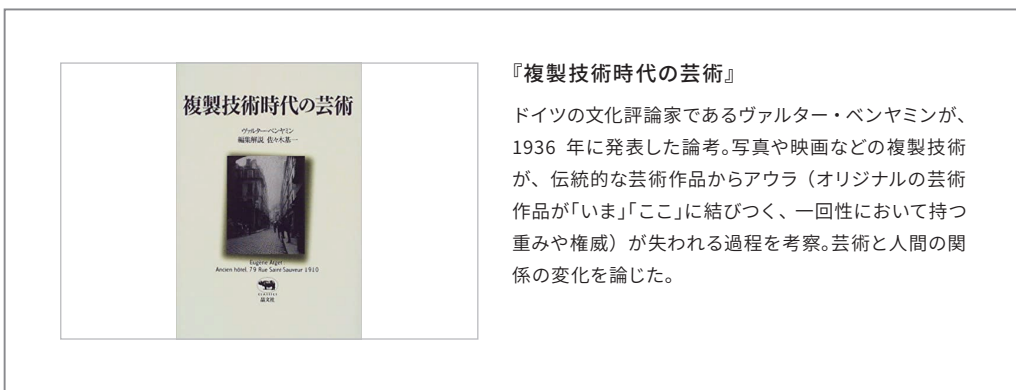 複製技術時代の芸術
ヴァルター・ベンヤミン
編集解説 佐々木基一
Eugène Atget
Ancien hôtel, 79 Rue Saint Sauveur 1910
晶文社
『複製技術時代の芸術』
ドイツの文化評論家であるヴァルター・ベンヤミンが、
1936 年に発表した論考。写真や映画などの複製技術
が、伝統的な芸術作品からアウラ（オリジナルの芸術
作品が「いま」「ここ」に結びつく、一回性において持つ
重みや権威）が失われる過程を考察。芸術と人間の関
係の変化を論じた。